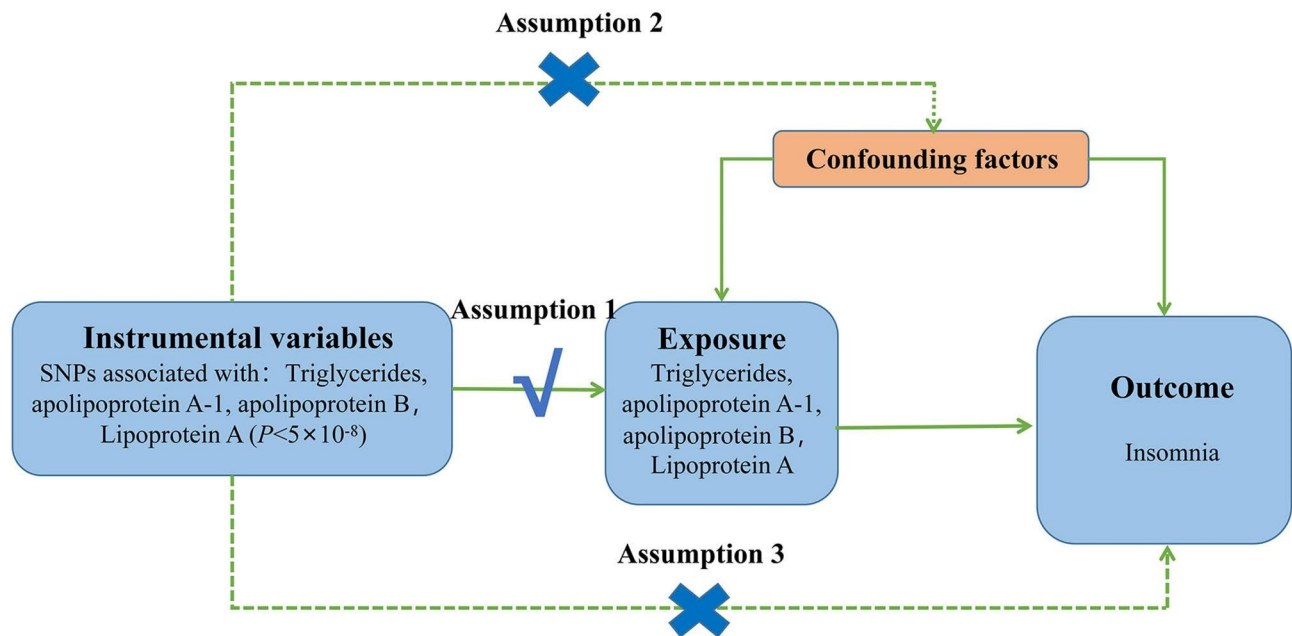 Assumption 2
Confounding factors
Assumption 1
Instrumental variables
SNPs associated with：Triglycerides,
apolipoprotein A-1, apolipoprotein B，
Lipoprotein A (P<5×10⁻⁸)
√
Exposure
Triglycerides,
apolipoprotein A-1,
apolipoprotein B，
Lipoprotein A
Outcome
Insomnia
Assumption 3